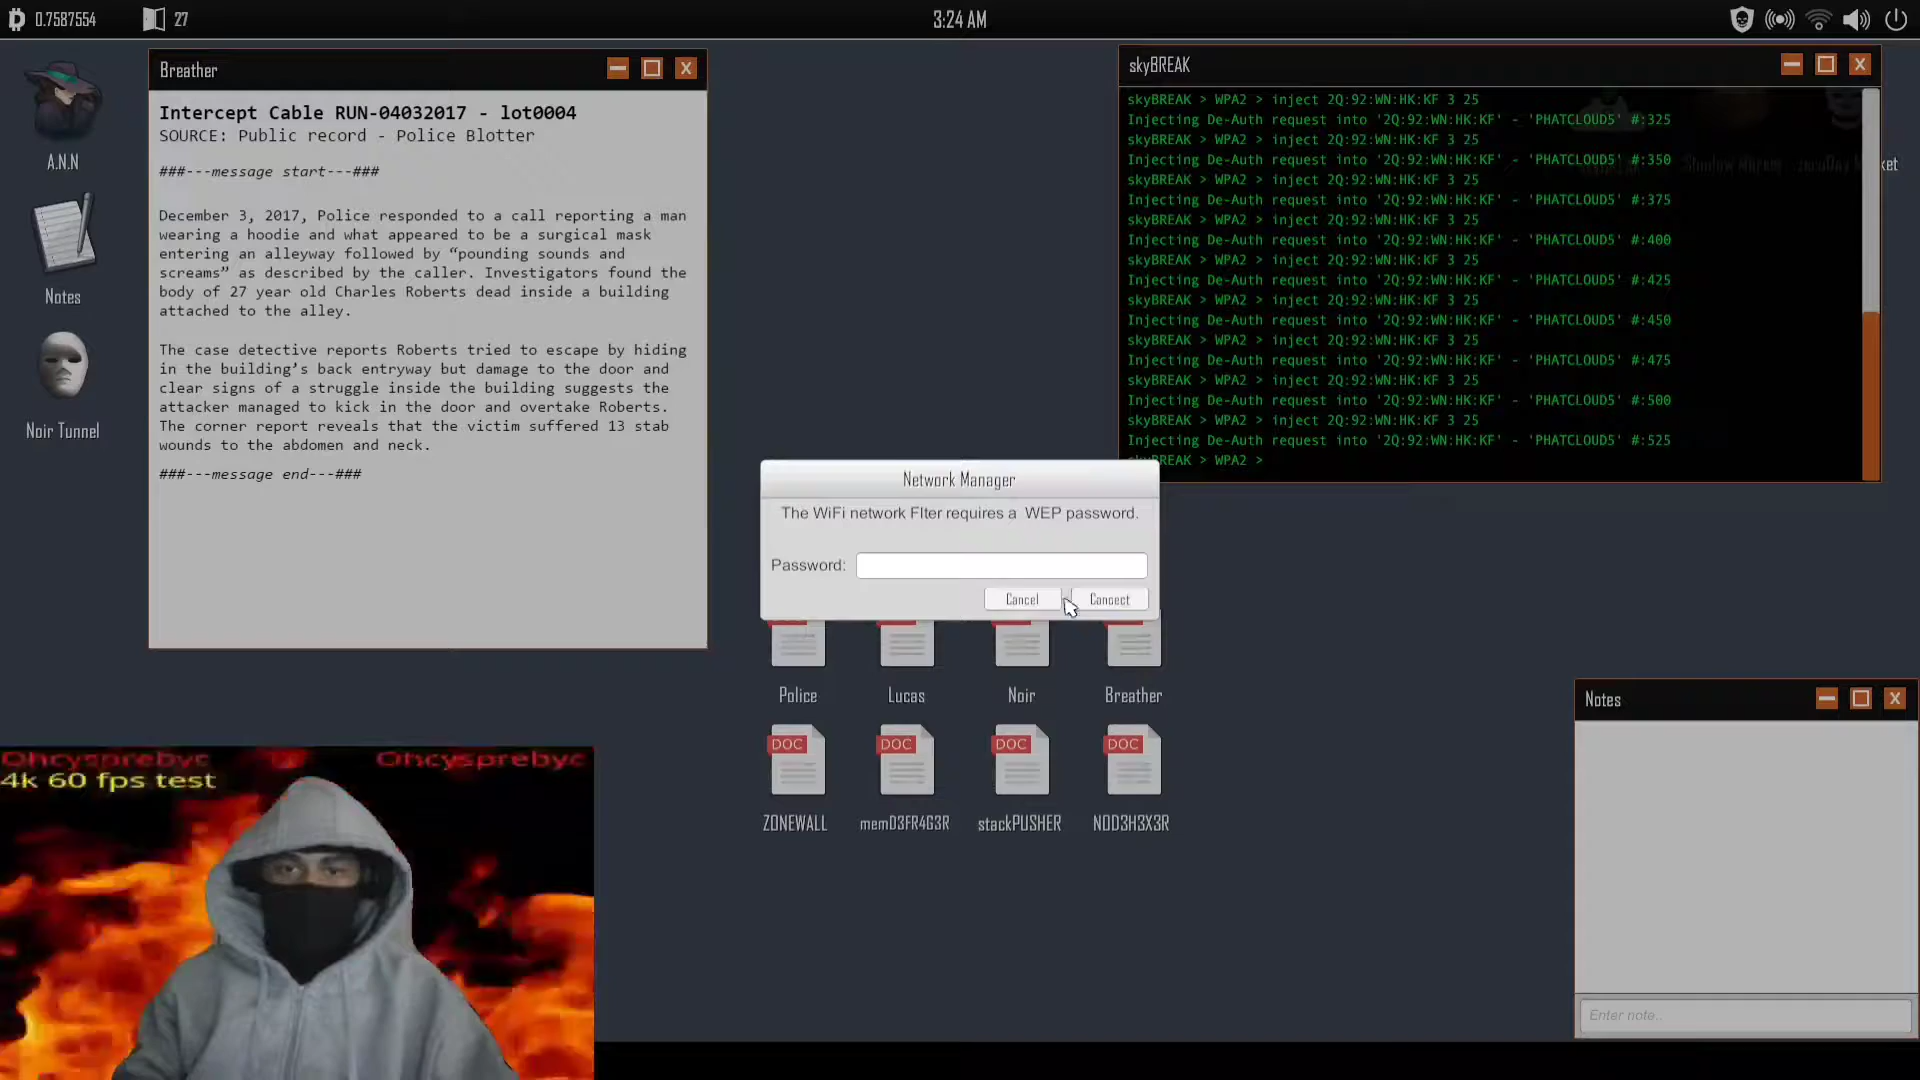 0.7587554
27
3:24 AM
Breather
Intercept Cable RUN-04032017 - lot0004
SOURCE: Public record - Police Blotter
###---message start---###
December 3, 2017, Police responded to a call reporting a man
wearing a hoodie and what appeared to be a surgical mask
entering an alleyway followed by “pounding sounds and
screams” as described by the caller. Investigators found the
body of 27 year old Charles Roberts dead inside a building
attached to the alley.
The case detective reports Roberts tried to escape by hiding
in the building’s back entryway but damage to the door and
clear signs of a struggle inside the building suggests the
attacker managed to kick in the door and overtake Roberts.
The corner report reveals that the victim suffered 13 stab
wounds to the abdomen and neck.
###---message end---###
A.N.N
Notes
Noir Tunnel
skyBREAK
skyBREAK > WPA2 > inject 2Q:92:WN:HK:KF 3 25
Injecting De-Auth request into '2Q:92:WN:HK:KF' - 'PHATCLOUD5' #:325
skyBREAK > WPA2 > inject 2Q:92:WN:HK:KF 3 25
Injecting De-Auth request into '2Q:92:WN:HK:KF' - 'PHATCLOUD5' #:350
skyBREAK > WPA2 > inject 2Q:92:WN:HK:KF 3 25
Injecting De-Auth request into '2Q:92:WN:HK:KF' - 'PHATCLOUD5' #:375
skyBREAK > WPA2 > inject 2Q:92:WN:HK:KF 3 25
Injecting De-Auth request into '2Q:92:WN:HK:KF' - 'PHATCLOUD5' #:400
skyBREAK > WPA2 > inject 2Q:92:WN:HK:KF 3 25
Injecting De-Auth request into '2Q:92:WN:HK:KF' - 'PHATCLOUD5' #:425
skyBREAK > WPA2 > inject 2Q:92:WN:HK:KF 3 25
Injecting De-Auth request into '2Q:92:WN:HK:KF' - 'PHATCLOUD5' #:450
skyBREAK > WPA2 > inject 2Q:92:WN:HK:KF 3 25
Injecting De-Auth request into '2Q:92:WN:HK:KF' - 'PHATCLOUD5' #:475
skyBREAK > WPA2 > inject 2Q:92:WN:HK:KF 3 25
Injecting De-Auth request into '2Q:92:WN:HK:KF' - 'PHATCLOUD5' #:500
skyBREAK > WPA2 > inject 2Q:92:WN:HK:KF 3 25
Injecting De-Auth request into '2Q:92:WN:HK:KF' - 'PHATCLOUD5' #:525
skyBREAK > WPA2 >
Network Manager
The WiFi network FIter requires a WEP password.
Password:
Cancel
Connect
Police
Lucas
Noir
Breather
DOC
DOC
DOC
DOC
ZONEWALL
memD3FR4G3R
stackPUSHER
NOD3H3X3R
Notes
Enter note..
Ohcysprebyc
Ohcysprebyc
4k 60 fps test